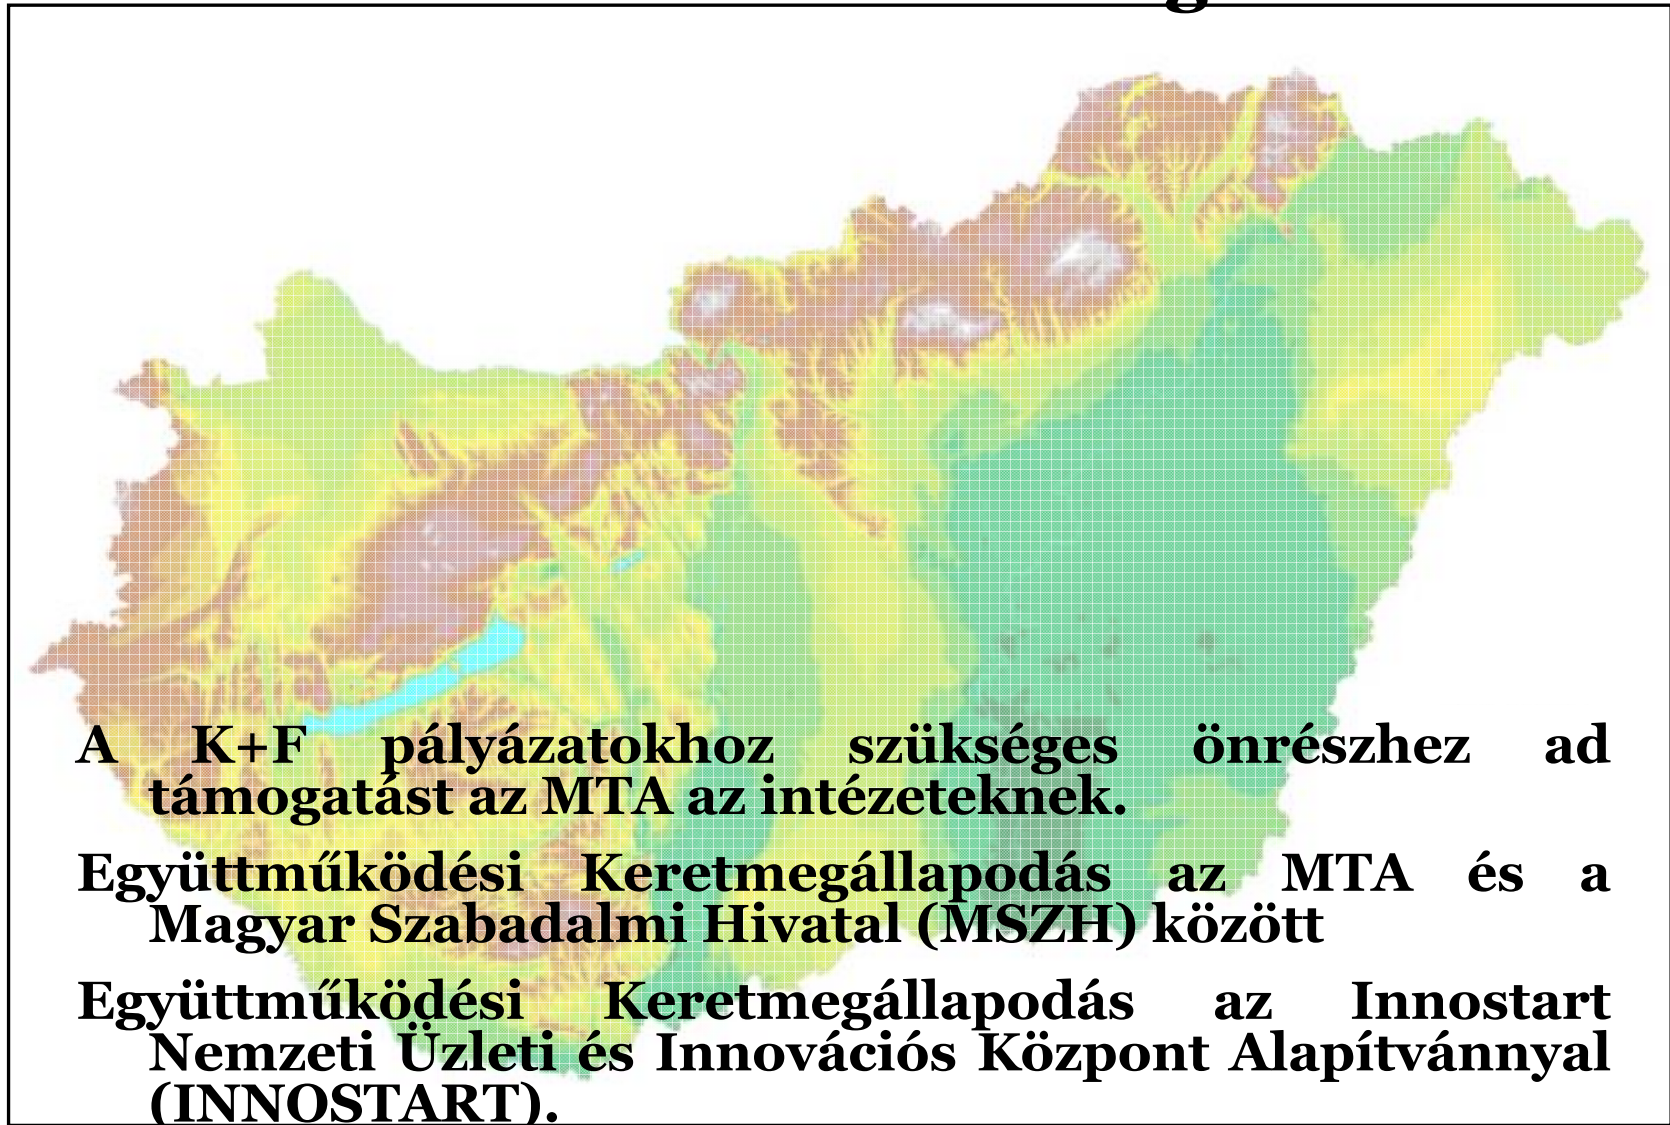 A K+F pályázatokhoz szükséges önrészhez ad
támogatást az MTA az intézeteknek.
Együttműködési Keretmegállapodás az MTA és a
Magyar Szabadalmi Hivatal (MSZH) között
Együttműködési Keretmegállapodás az Innostart
Nemzeti Üzleti és Innovációs Központ Alapítvánnyal
(INNOSTART).